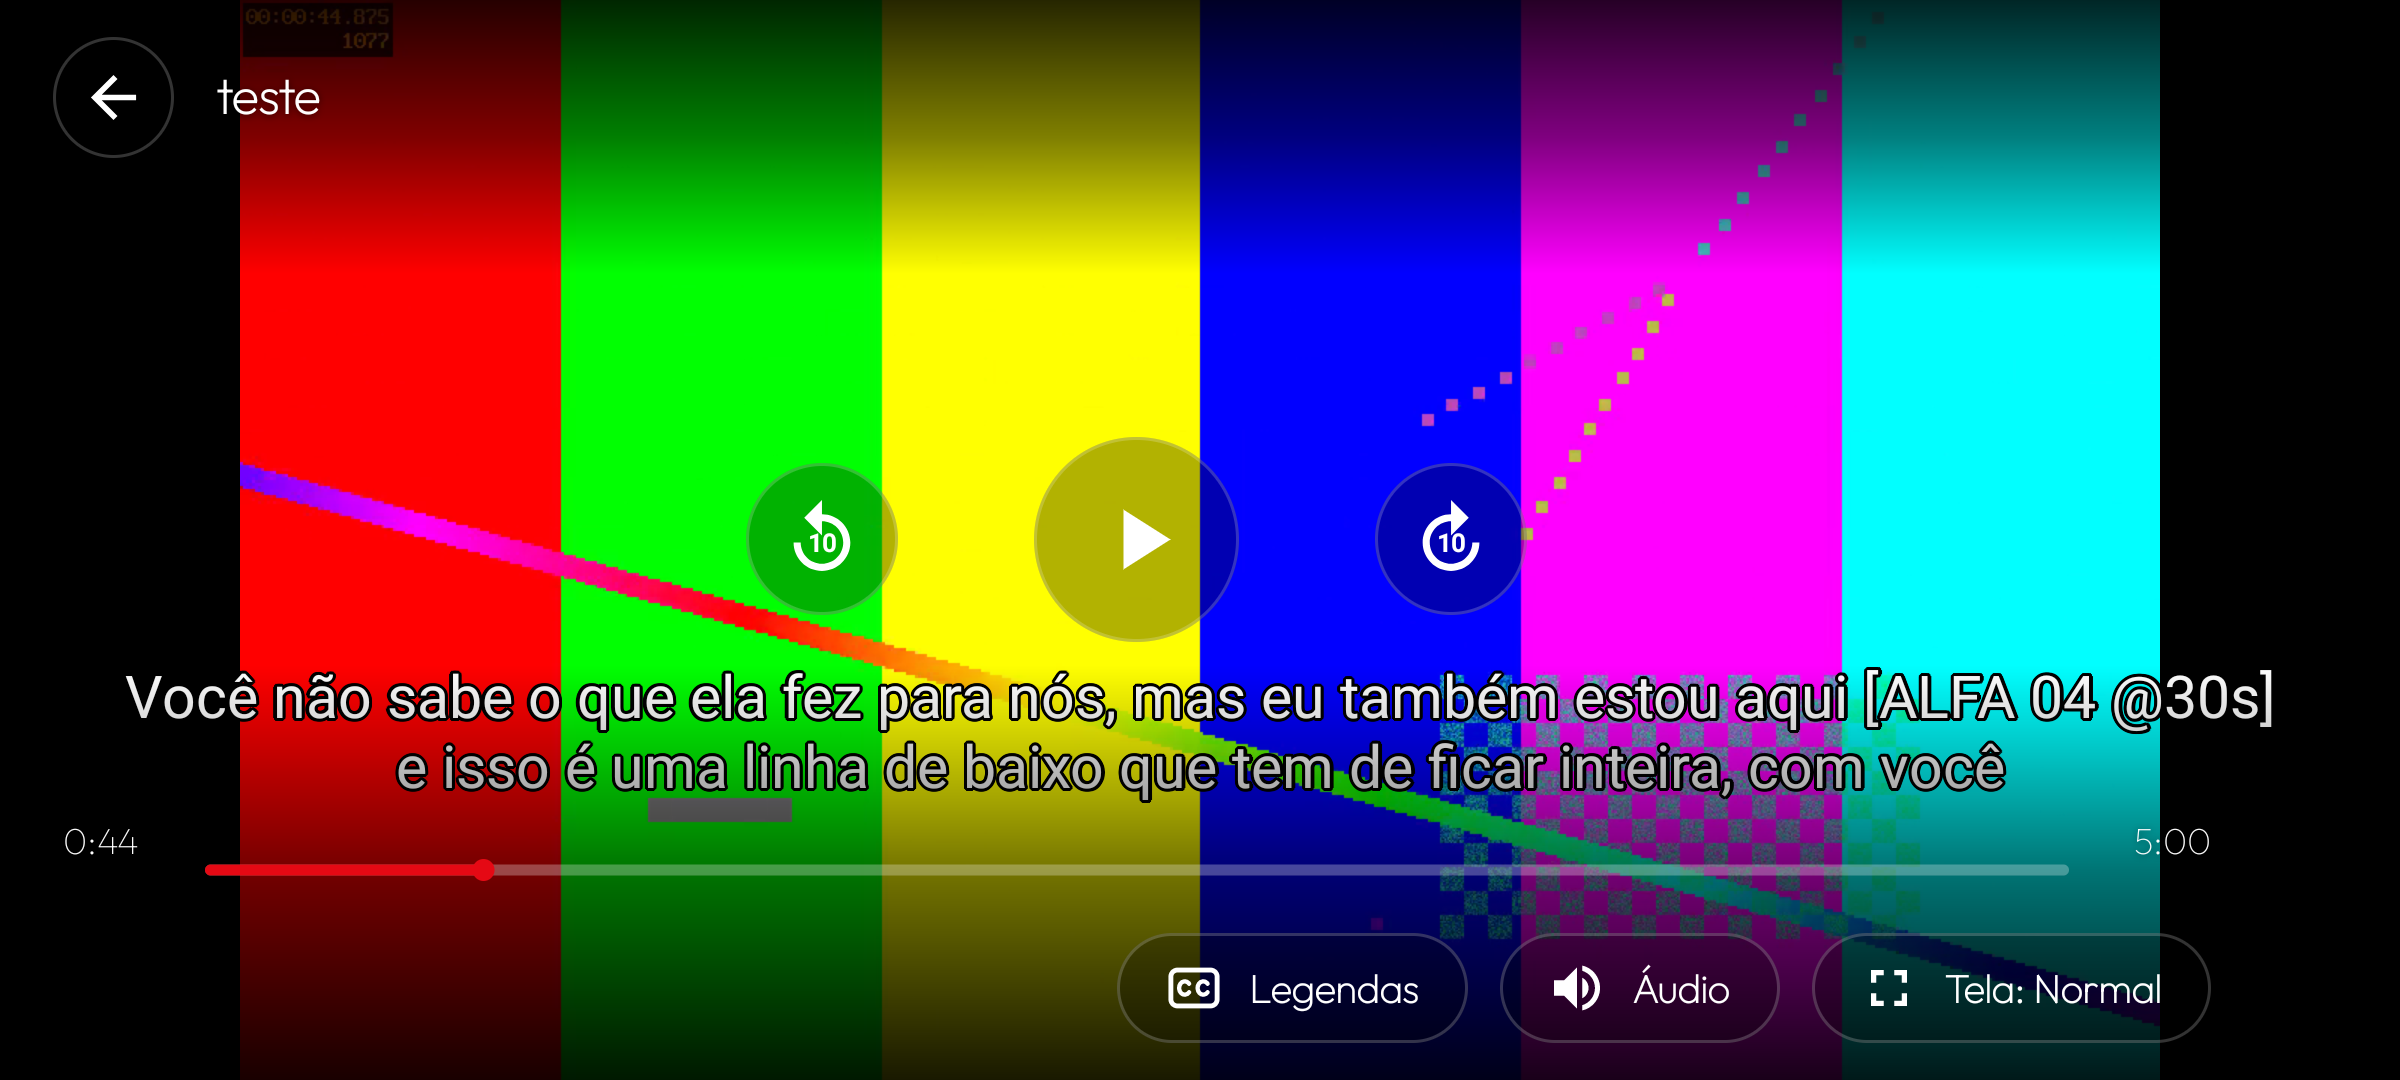 00:00:44.875
1077
teste
10
10
Você não sabe o que ela fez para nós, mas eu também estou aqui [ALFA 04 @30s]
e isso é uma linha de baixo que tem de ficar inteira, com você
0:44
5:00
CC Legendas
Áudio
Tela: Normal